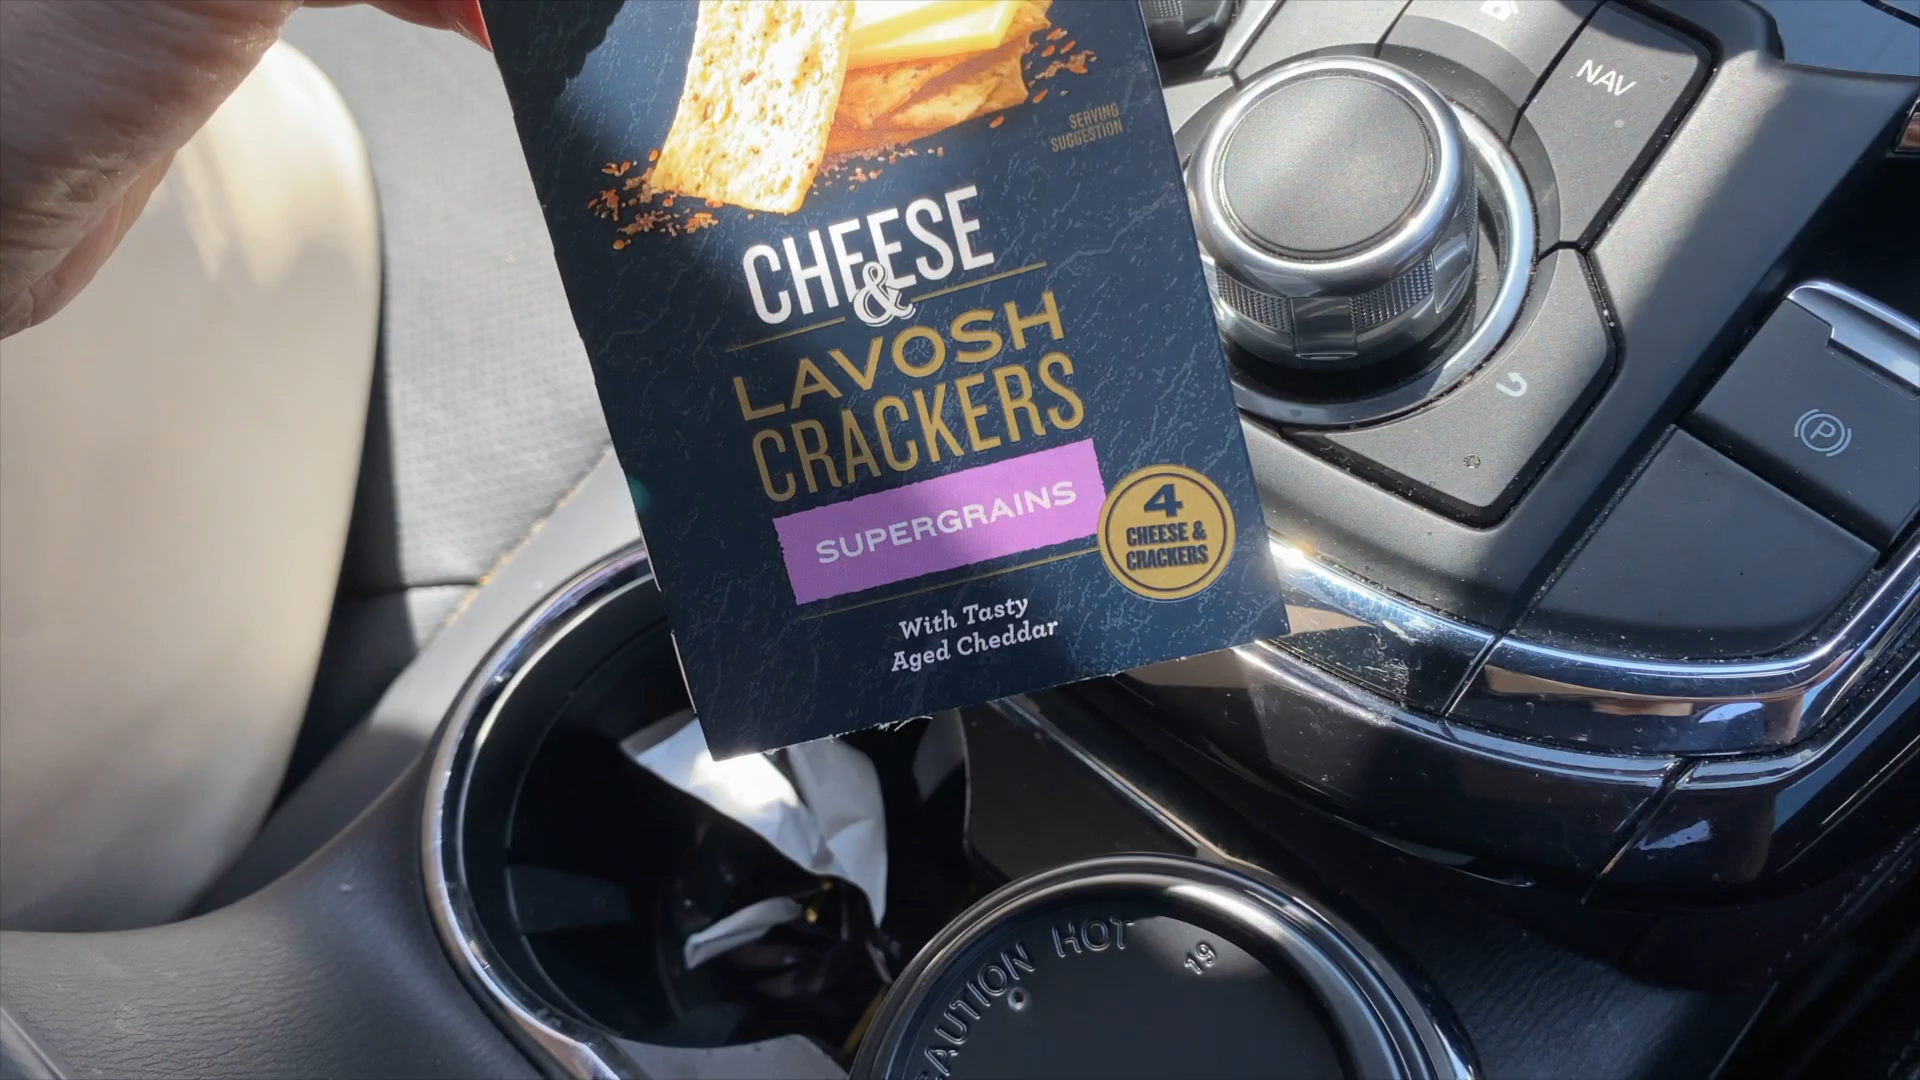 NAV
SERVING
SUGGESTION
CHEESE
&
LAVOSH
CRACKERS
SUPERGRAINS
4
CHEESE &
CRACKERS
With Tasty
Aged Cheddar
P
CAUTION HOT
19